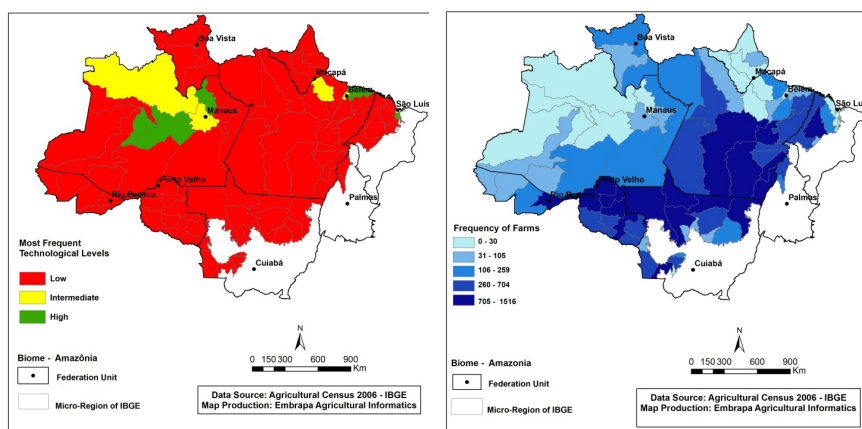 Boa Vista
Macapá
Belém
São Luís
Manaus
Porto Velho
Rio Branco
Palmas
Cuiabá
Most Frequent
Technological Levels
Low
Intermediate
High
Biome - Amazônia
Federation Unit
Micro-Region of IBGE
N
0 150 300 600 900
Km
Data Source: Agricultural Census 2006 - IBGE
Map Production: Embrapa Agricultural Informatics
Boa Vista
Macapá
Belém
São Luís
Manaus
Porto Velho
Rio Branco
Palmas
Cuiabá
Frequency of Farms
0 - 30
31 - 105
106 - 259
260 - 704
705 - 1516
Biome - Amazonia
Federation Unit
Micro-Region of IBGE
N
0 150 300 600 900
Km
Data Source: Agricultural Census 2006 - IBGE
Map Production: Embrapa Agricultural Informatics